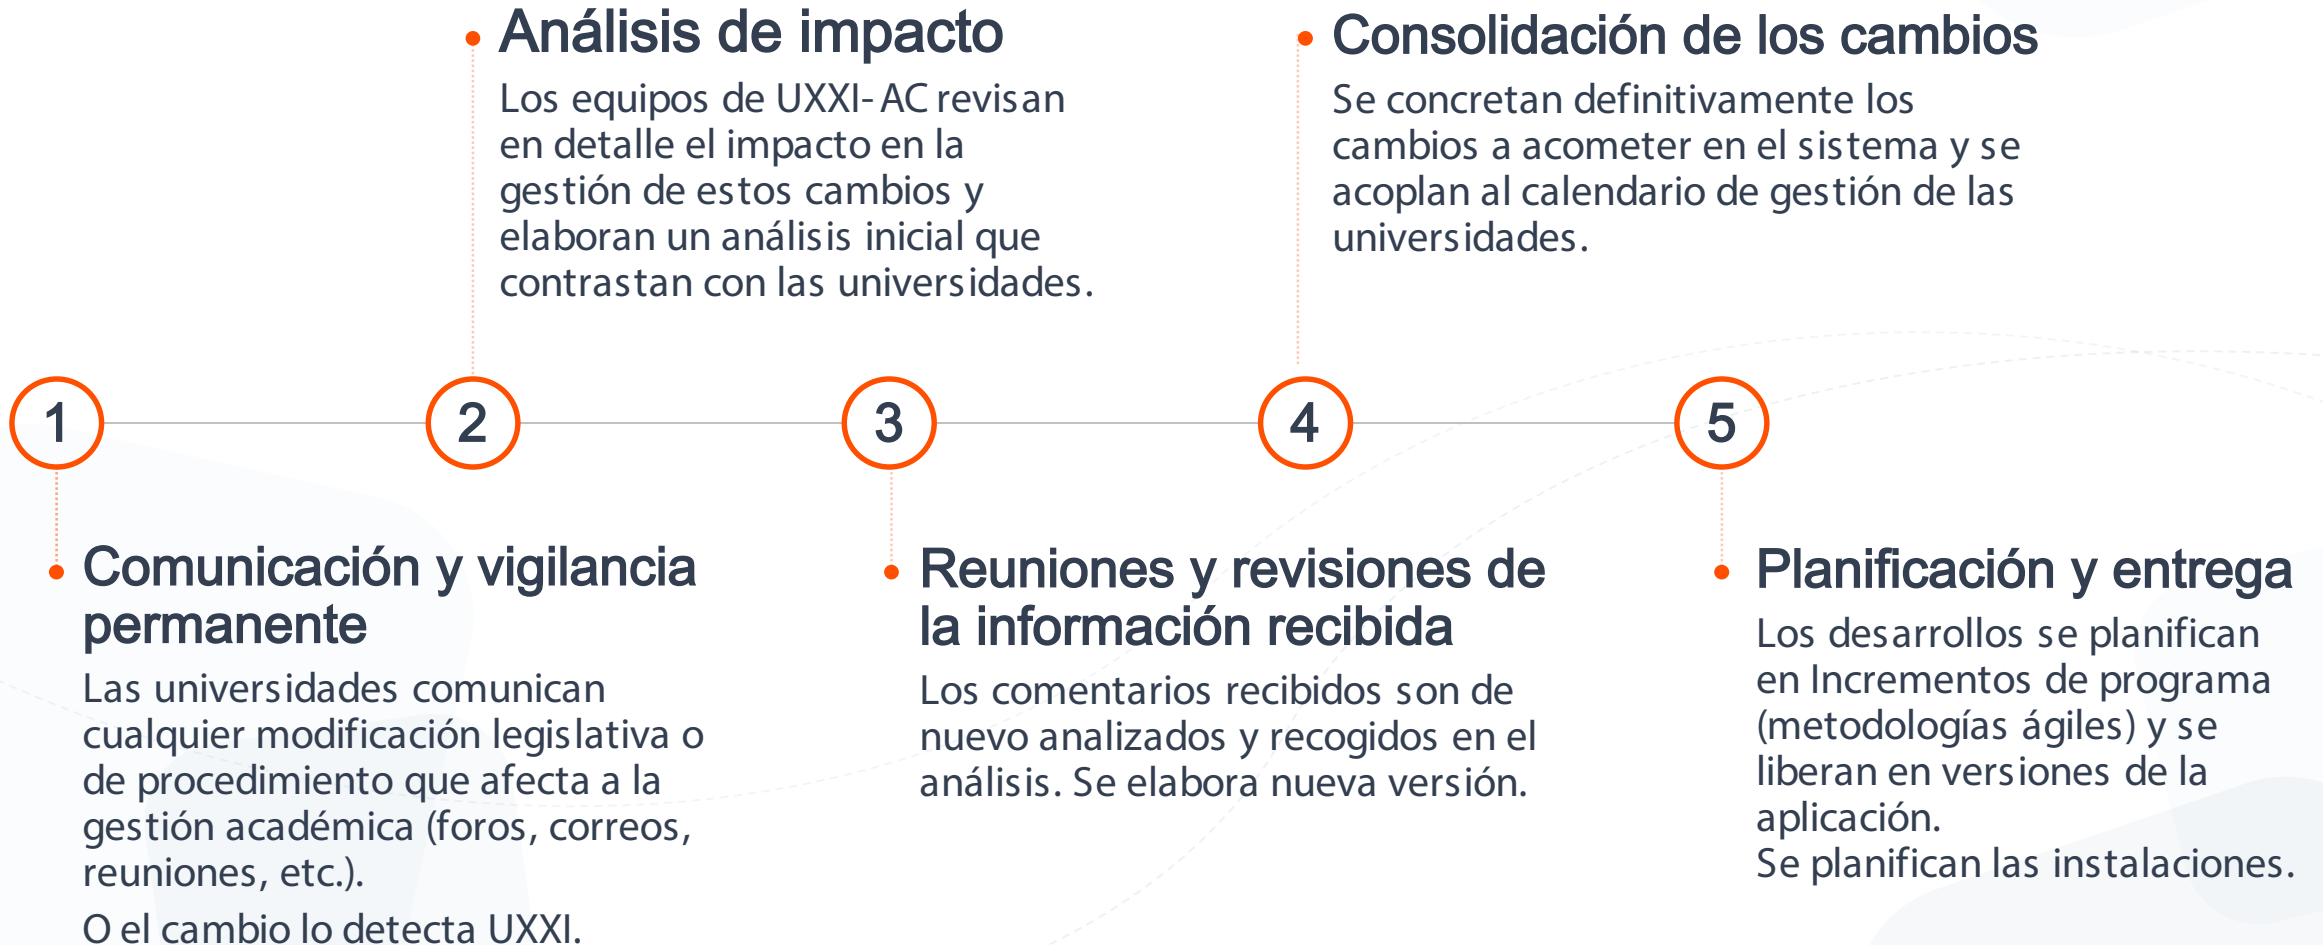 1
Comunicación y vigilancia
permanente
Las universidades comunican
cualquier modificación legislativa o
de procedimiento que afecta a la
gestión académica (foros, correos,
reuniones, etc.).
O el cambio lo detecta UXXI.
2
Análisis de impacto
Los equipos de UXXI-AC revisan
en detalle el impacto en la
gestión de estos cambios y
elaboran un análisis inicial que
contrastan con las universidades.
3
Reuniones y revisiones de
la información recibida
Los comentarios recibidos son de
nuevo analizados y recogidos en el
análisis. Se elabora nueva versión.
4
Consolidación de los cambios
Se concretan definitivamente los
cambios a acometer en el sistema y se
acoplan al calendario de gestión de las
universidades.
5
Planificación y entrega
Los desarrollos se planifican
en Incrementos de programa
(metodologías ágiles) y se
liberan en versiones de la
aplicación.
Se planifican las instalaciones.